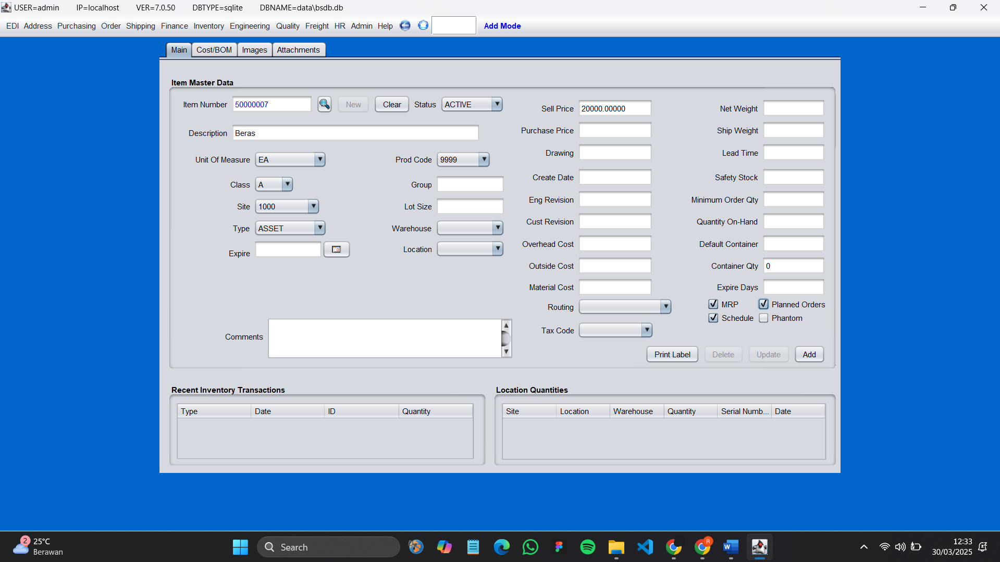 USER=admin IP=localhost VER=7.0.50 DBTYPE=sqlite DBNAME=data\bsdb.db
EDI Address Purchasing Order Shipping Finance Inventory Engineering Quality Freight HR Admin Help Add Mode
Main Cost/BOM Images Attachments
Item Master Data
Item Number 50000007 New Clear Status ACTIVE
Description Beras
Unit Of Measure EA Prod Code 9999
Class A Group
Site 1000 Lot Size
Type ASSET Warehouse
Expire Location
Comments
Sell Price 20000.00000 Net Weight
Purchase Price Ship Weight
Drawing Lead Time
Create Date Safety Stock
Eng Revision Minimum Order Qty
Cust Revision Quantity On-Hand
Overhead Cost Default Container
Outside Cost Container Qty 0
Material Cost Expire Days
Routing MRP Planned Orders
Schedule Phantom
Tax Code
Print Label Delete Update Add
Recent Inventory Transactions
Type Date ID Quantity
Location Quantities
Site Location Warehouse Quantity Serial Numb... Date
2 25°C
Berawan
Search
R
W
12:33
30/03/2025